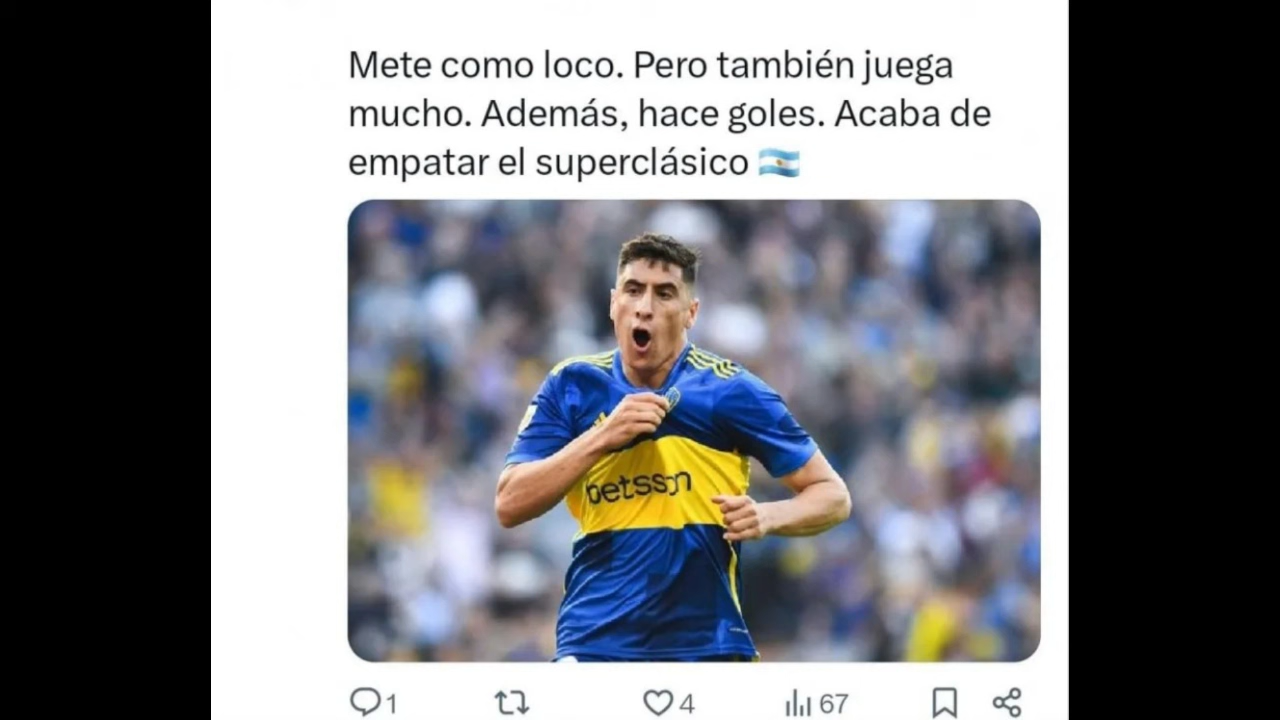 Mete como loco. Pero también juega
mucho. Además, hace goles. Acaba de
empatar el superclásico 🇦🇷
betsson
1
4
67